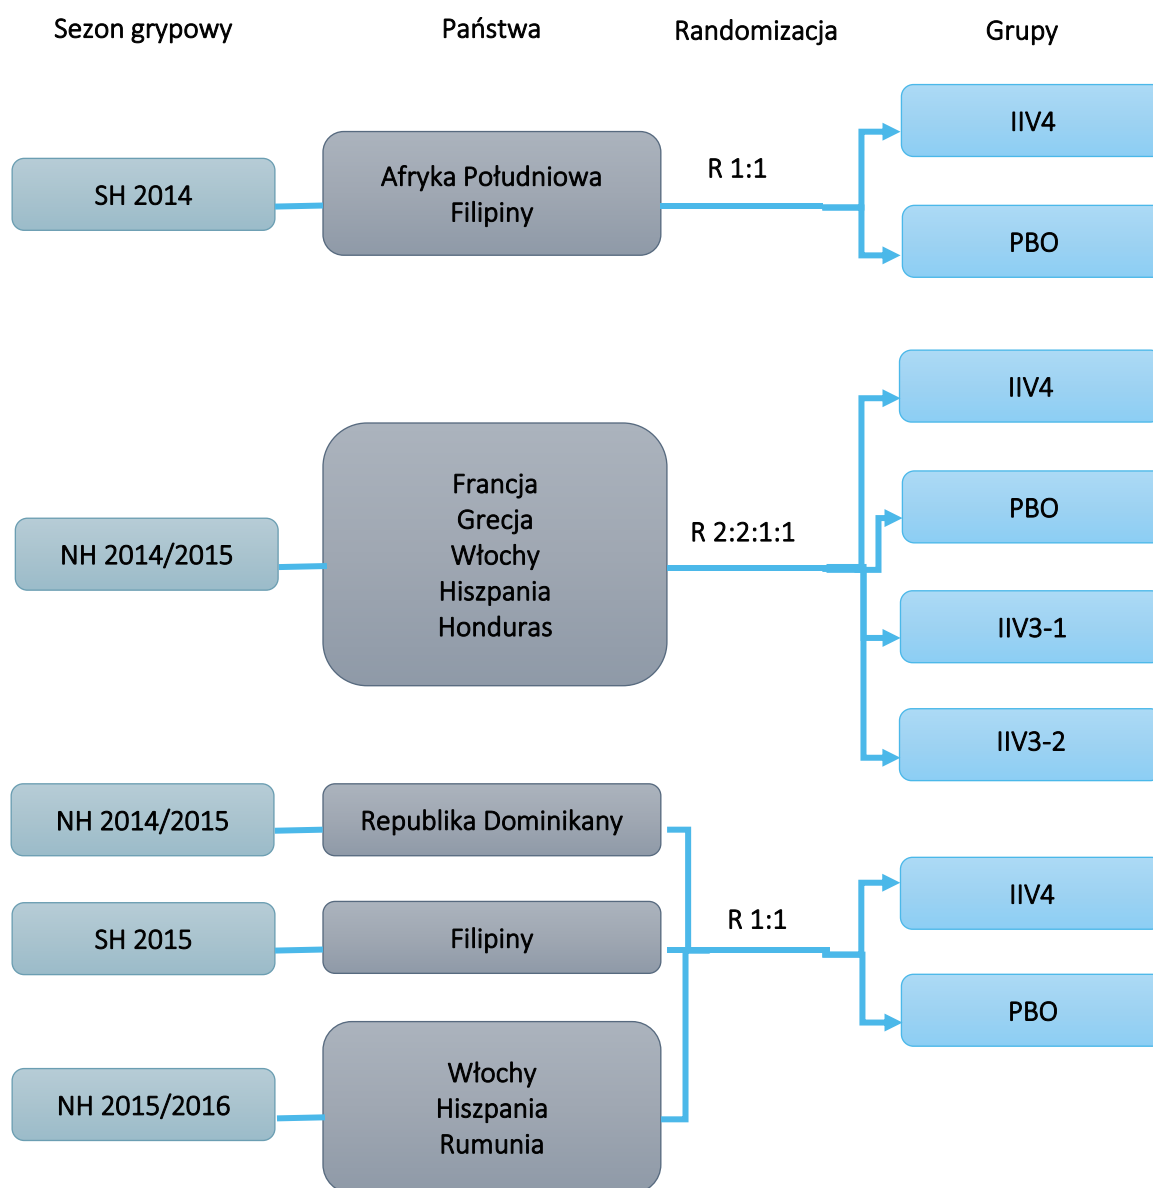 Sezon grypowy
Państwa
Randomizacja
Grupy
SH 2014
Afryka Południowa
Filipiny
R 1:1
IIV4
PBO
NH 2014/2015
Francja
Grecja
Włochy
Hiszpania
Honduras
R 2:2:1:1
IIV4
PBO
IIV3-1
IIV3-2
NH 2014/2015
Republika Dominikany
SH 2015
Filipiny
NH 2015/2016
Włochy
Hiszpania
Rumunia
R 1:1
IIV4
PBO